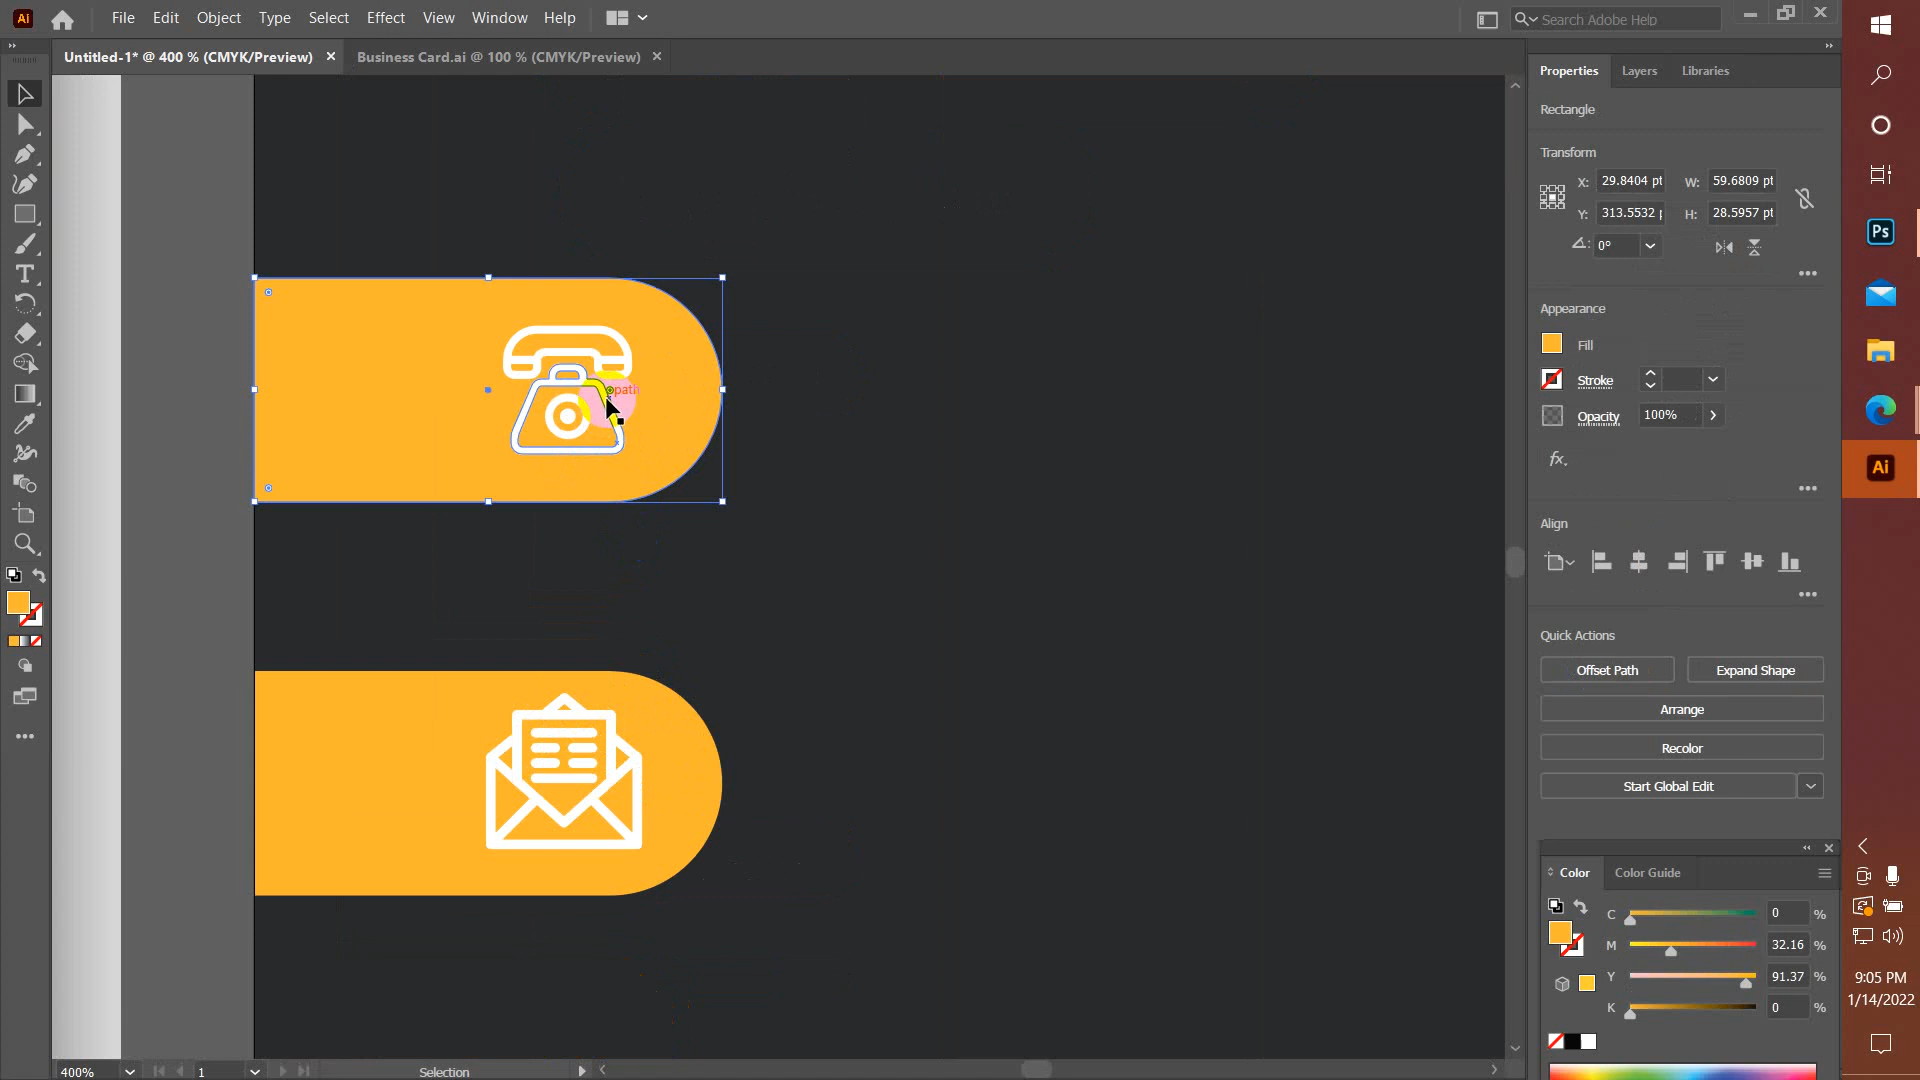 Ai File Edit Object Type Select Effect View Window Help Search Adobe Help
Untitled-1* @ 400 % (CMYK/Preview) × Business Card.ai @ 100 % (CMYK/Preview) ×
Properties Layers Libraries
Rectangle
Transform
X: 29.8404 pt W: 59.6809 pt
Y: 313.5532 H: 28.5957 pt
0°
Appearance
Fill
Stroke
Opacity 100%
fx.
Align
Quick Actions
Offset Path Expand Shape
Arrange
Recolor
Start Global Edit
Color Color Guide
C 0 %
M 32.16 %
Y 91.37 %
K 0 %
path
400% 1 Selection
Ps
Ai
9:05 PM
1/14/2022